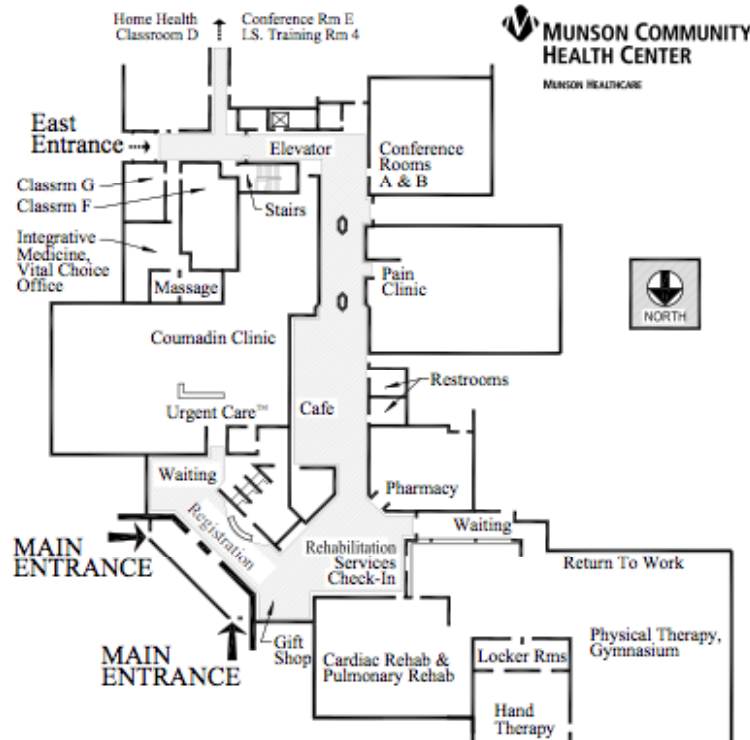 Home Health
Classroom D
Conference Rm E
I.S. Training Rm 4
MUNSON COMMUNITY
HEALTH CENTER
MUNSON HEALTHCARE
East
Entrance
Elevator
Conference
Rooms
A & B
Classrm G
Classrm F
Stairs
Integrative
Medicine,
Vital Choice
Office
Massage
Pain
Clinic
NORTH
Coumadin Clinic
Restrooms
Cafe
Urgent Care™
Waiting
Pharmacy
Registration
Waiting
MAIN
ENTRANCE
Rehabilitation
Services
Check-In
Return To Work
Gift
Shop
Physical Therapy,
Gymnasium
MAIN
ENTRANCE
Cardiac Rehab &
Pulmonary Rehab
Locker Rms
Hand
Therapy